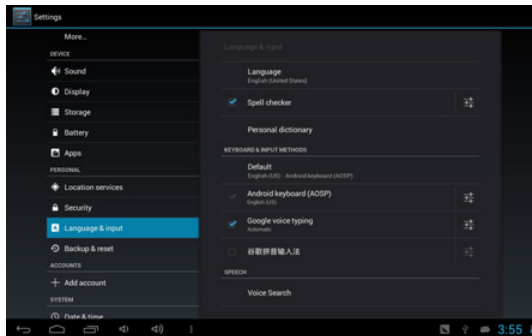 Settings
More...
DEVICE
Sound
Display
Storage
Battery
Apps
PERSONAL
Location services
Security
Language & input
Backup & reset
ACCOUNTS
Add account
SYSTEM
Date & time
Language & input
Language
English (United States)
Spell checker
Personal dictionary
KEYBOARD & INPUT METHODS
Default
English (US) - Android keyboard (AOSP)
Android keyboard (AOSP)
English (US)
Google voice typing
Automatic
谷歌拼音输入法
SPEECH
Voice Search
3:55